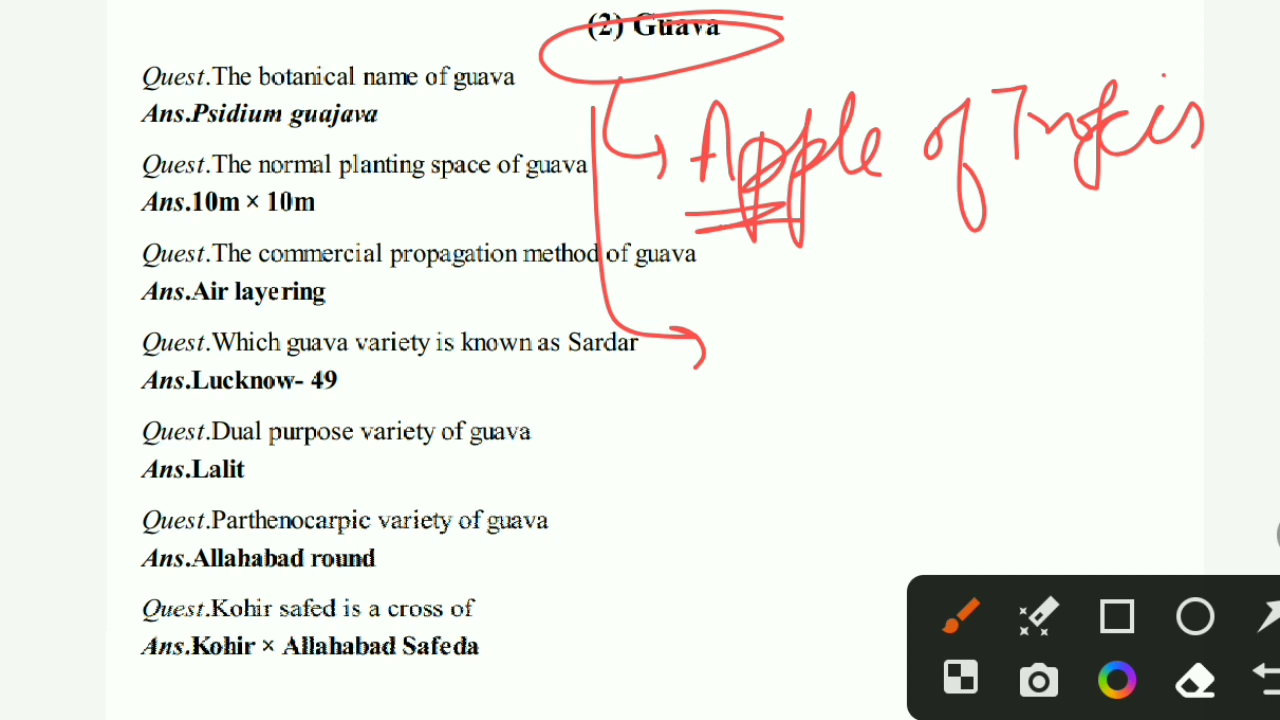 (2) Guava
Quest.The botanical name of guava
Ans.Psidium guajava
Apple of
Quest.The normal planting space of guava
Ans.10m × 10m
Quest.The commercial propagation method of guava
Ans.Air layering
Quest.Which guava variety is known as Sardar
Ans.Lucknow- 49
Quest.Dual purpose variety of guava
Ans.Lalit
Quest.Parthenocarpic variety of guava
Ans.Allahabad round
Quest.Kohir safed is a cross of
Ans.Kohir × Allahabad Safeda